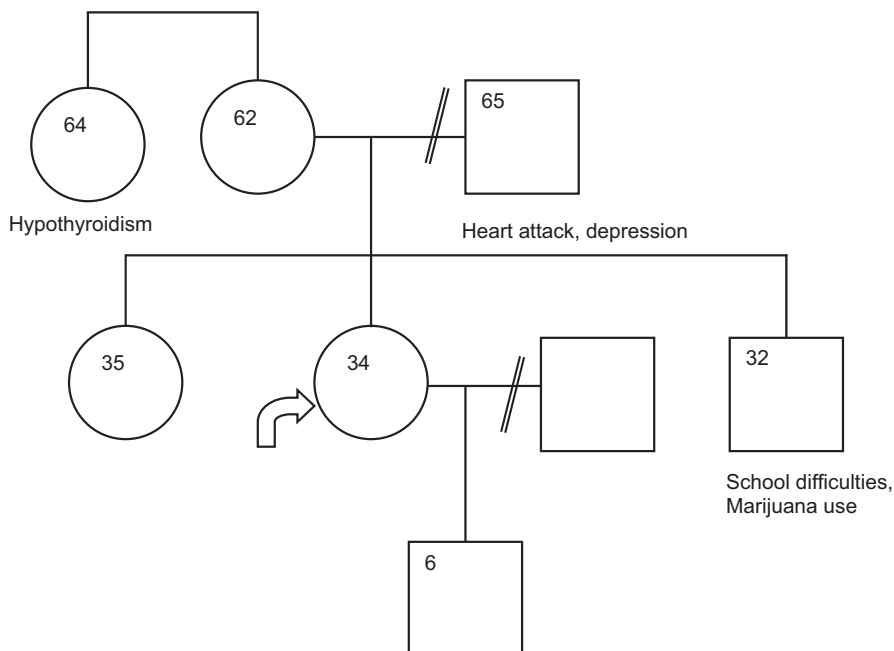 64
62
65
Hypothyroidism
Heart attack, depression
35
34
32
School difficulties,
Marijuana use
6